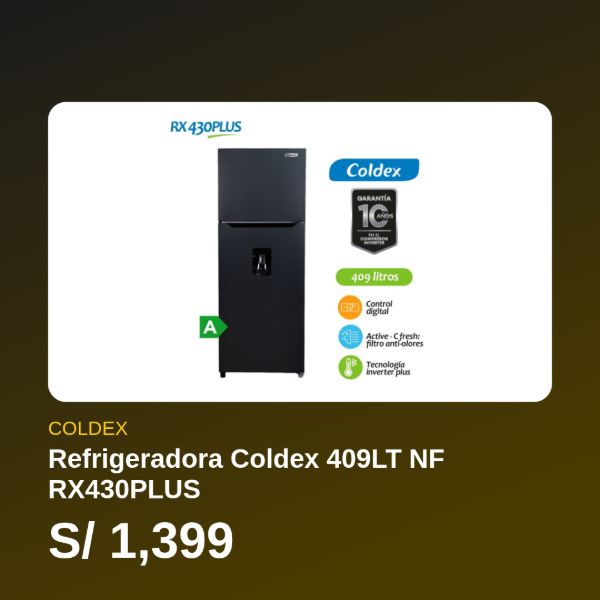 RX430PLUS
Coldex
GARANTÍA
10 AÑOS
EN EL
COMPRESOR
INVERTER
409 litros
Control
digital
Active - C fresh:
filtro anti-olores
Tecnología
inverter plus
A
COLDEX
Refrigeradora Coldex 409LT NF
RX430PLUS
S/ 1,399